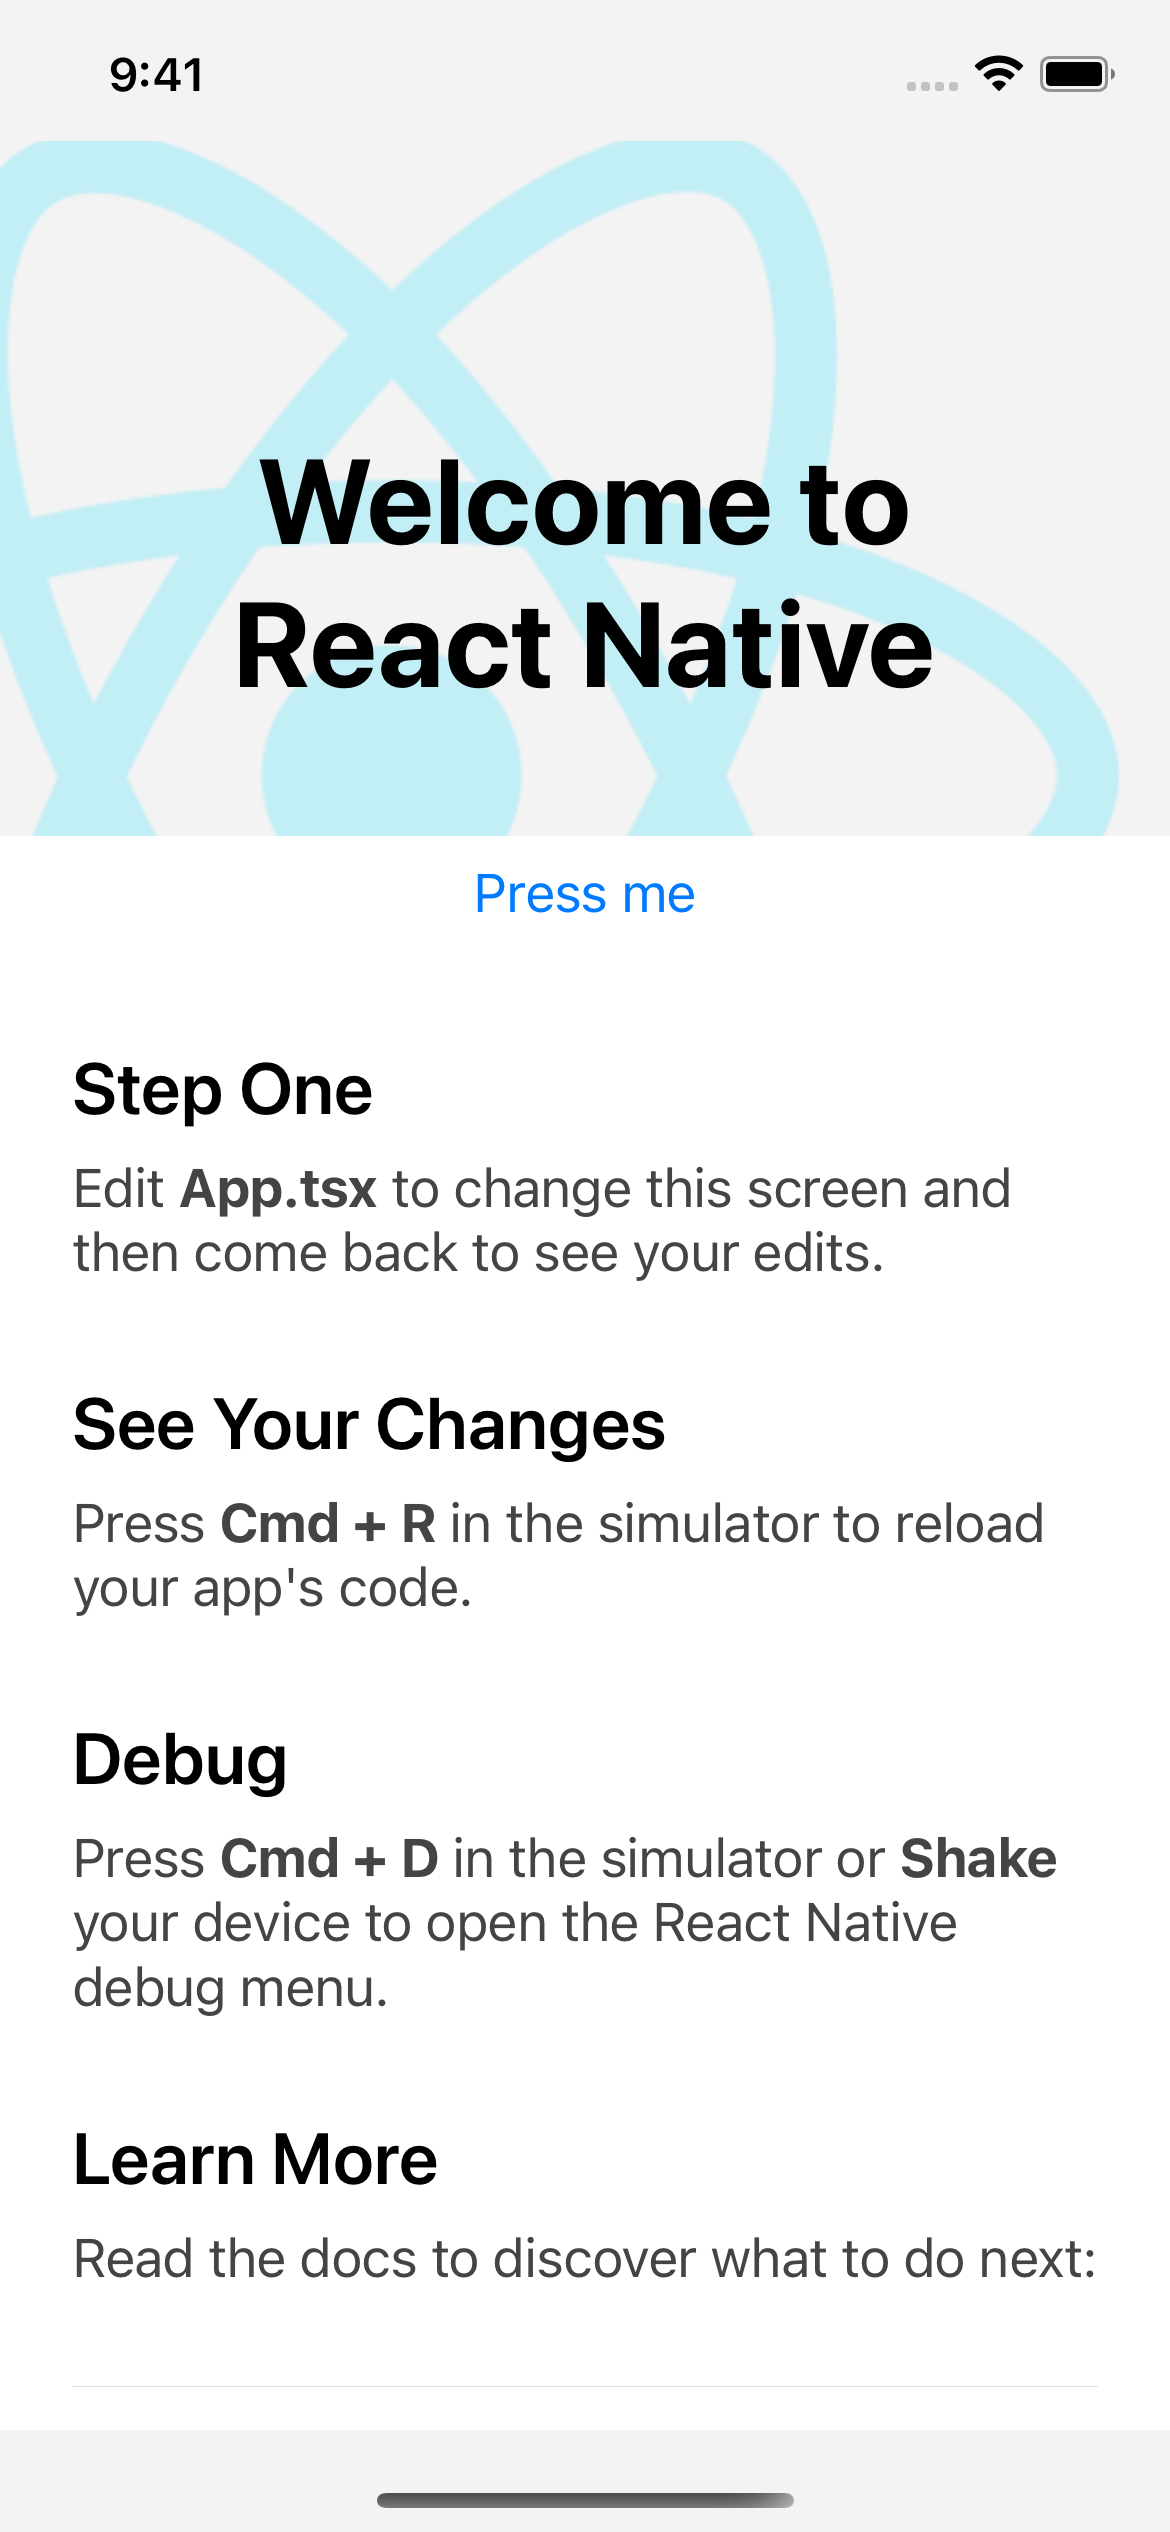 9:41
Welcome to
React Native
Press me
Step One
Edit App.tsx to change this screen and
then come back to see your edits.
See Your Changes
Press Cmd + R in the simulator to reload
your app's code.
Debug
Press Cmd + D in the simulator or Shake
your device to open the React Native
debug menu.
Learn More
Read the docs to discover what to do next: